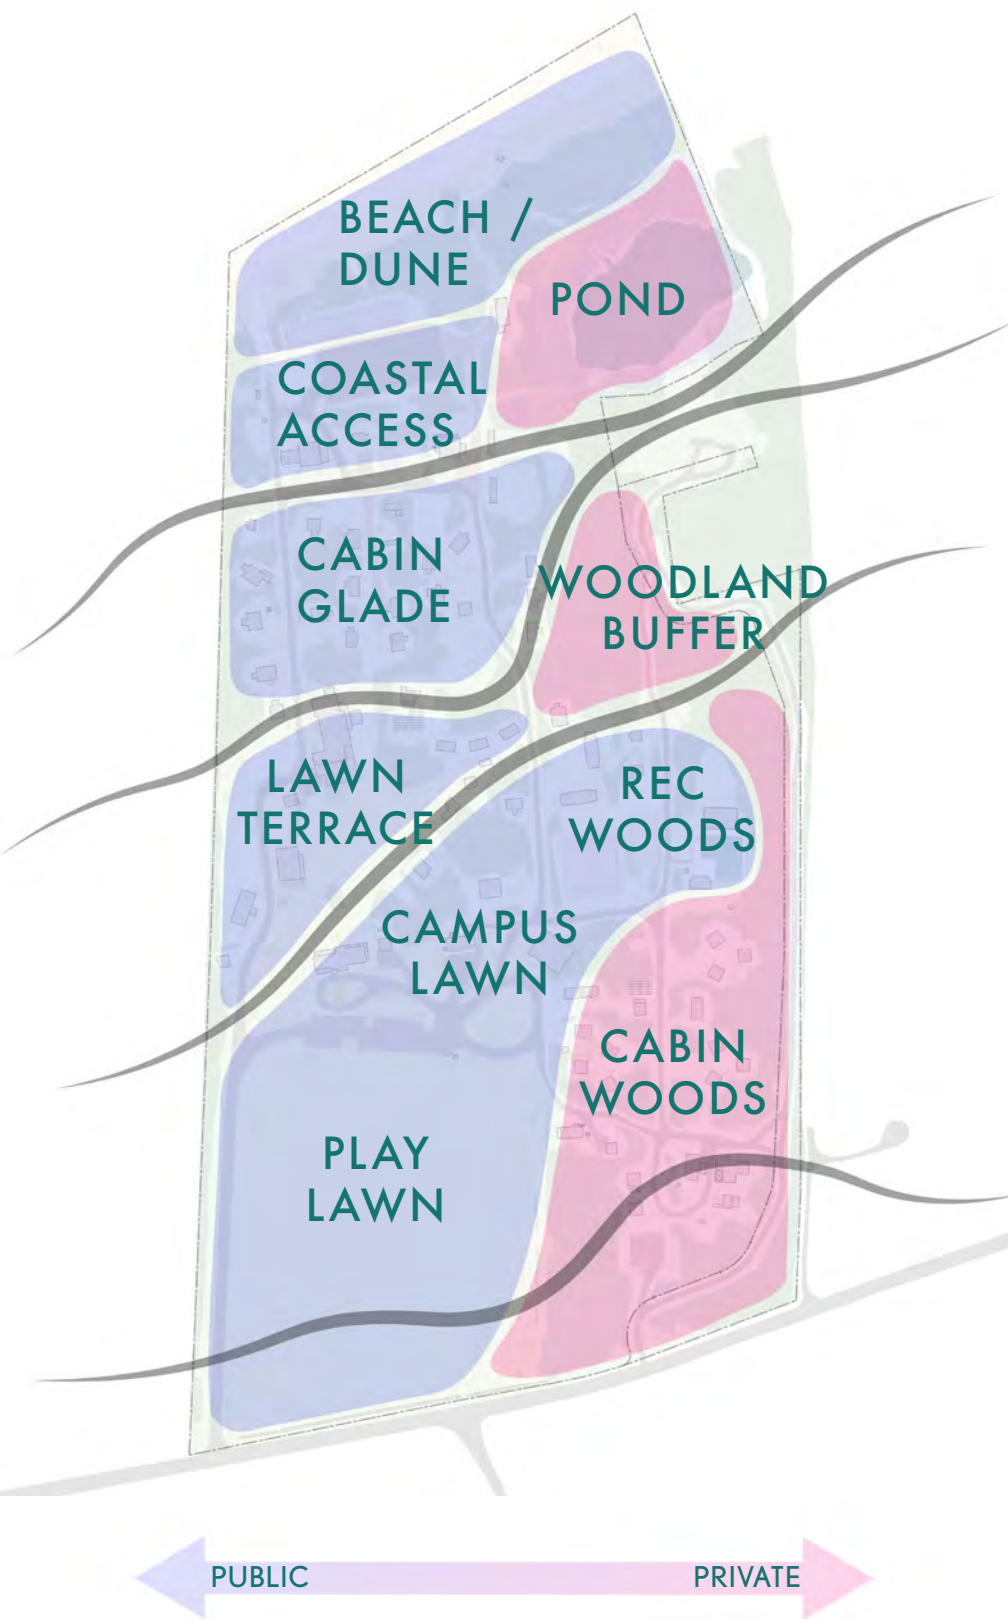 BEACH /
DUNE
POND
COASTAL
ACCESS
CABIN
GLADE
WOODLAND
BUFFER
LAWN
TERRACE
REC
WOODS
CAMPUS
LAWN
CABIN
WOODS
PLAY
LAWN
PUBLIC
PRIVATE